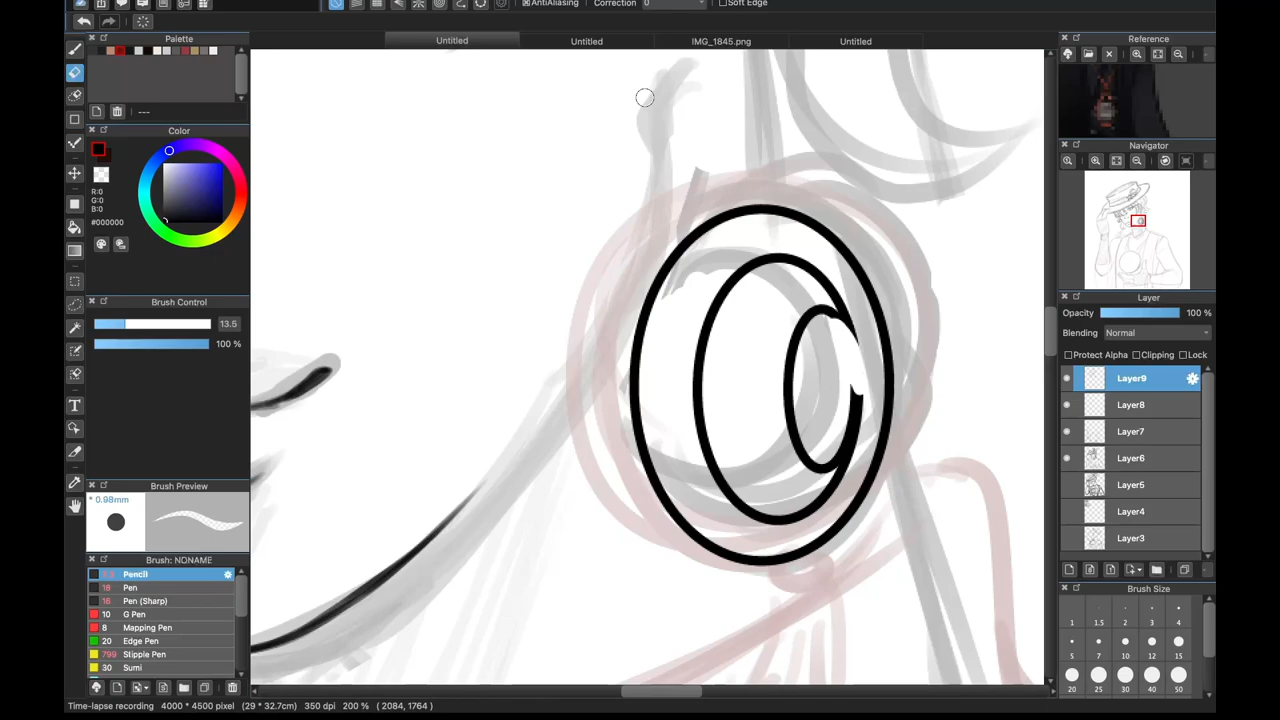 AntiAliasing Correction 0 Soft Edge
Untitled Untitled IMG_1845.png Untitled
Palette
---
Color
R:0
G:0
B:0
#000000
Brush Control
13.5
100 %
Brush Preview
* 0.98mm
Brush: NONAME
Pencil
18 Pen
16 Pen (Sharp)
10 G Pen
8 Mapping Pen
20 Edge Pen
799 Stipple Pen
30 Sumi
Reference
Navigator
Layer
Opacity 100 %
Blending Normal
Protect Alpha Clipping Lock
Layer9
Layer8
Layer7
Layer6
Layer5
Layer4
Layer3
Brush Size
1 1.5 2 3 4
5 7 10 12 15
20 25 30 40 50
Time-lapse recording 4000 * 4500 pixel (29 * 32.7cm) 350 dpi 200 % ( 2084, 1764 )